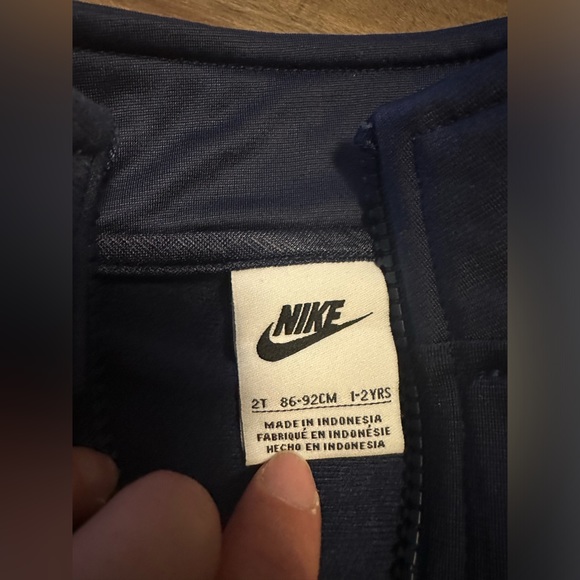 NIKE
2T 86-92CM 1-2YRS
MADE IN INDONESIA
FABRIQUÉ EN INDONÉSIE
HECHO EN INDONESIA